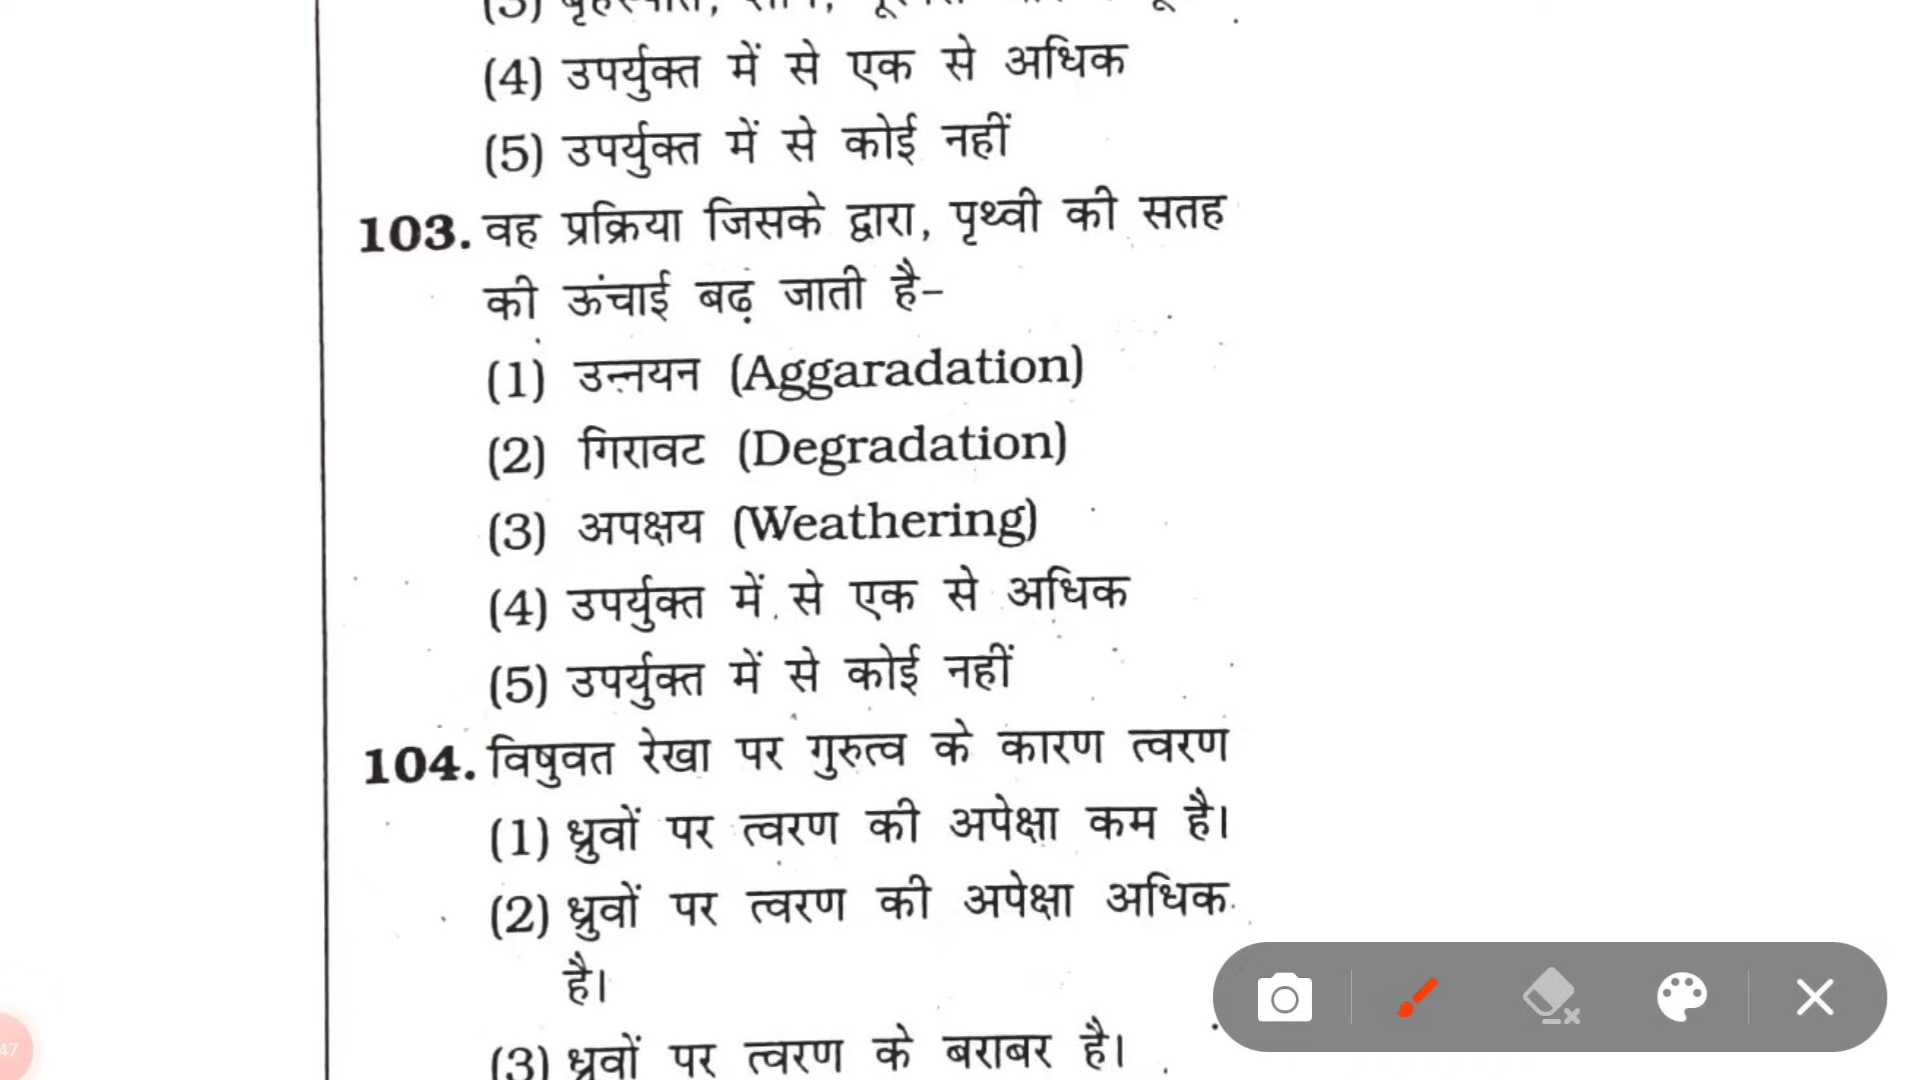 (4) उपर्युक्त में से एक से अधिक
(5) उपर्युक्त में से कोई नहीं
103. वह प्रक्रिया जिसके द्वारा, पृथ्वी की सतह
की ऊंचाई बढ़ जाती है–
(1) उन्नयन (Aggaradation)
(2) गिरावट (Degradation)
(3) अपक्षय (Weathering)
(4) उपर्युक्त में से एक से अधिक
(5) उपर्युक्त में से कोई नहीं
104. विषुवत रेखा पर गुरुत्व के कारण त्वरण
(1) ध्रुवों पर त्वरण की अपेक्षा कम है।
(2) ध्रुवों पर त्वरण की अपेक्षा अधिक
है।
(3) ध्रुवों पर त्वरण के बराबर है।
47